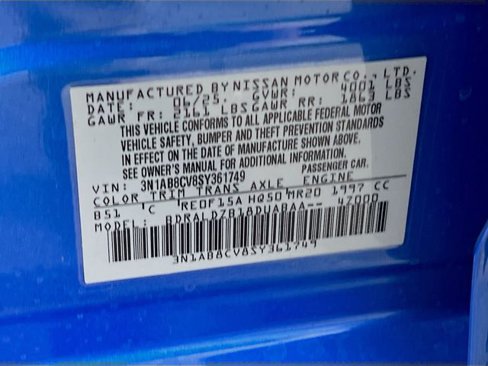 MANUFACTURED BY NISSAN MOTOR CO., LTD.
DATE: 06/25 GVWR: 4001 LBS
GAWR FR: 2161 LBS GAWR RR: 1863 LBS
THIS VEHICLE CONFORMS TO ALL APPLICABLE FEDERAL MOTOR
VEHICLE SAFETY, BUMPER AND THEFT PREVENTION STANDARDS
IN EFFECT ON THE DATE OF MANUFACTURE SHOWN ABOVE.
SEE OWNER'S MANUAL FOR ADDITIONAL INFORMATION.
VIN: 3N1AB8CV8SY361749 PASSENGER CAR.
COLOR TRIM TRANS AXLE ENGINE
B51 C RE0F15A HQ50 MR20 1997 CC
MODEL: BDRALDZB18DUABAA-- 47000
3N1AB8CV8SY361749